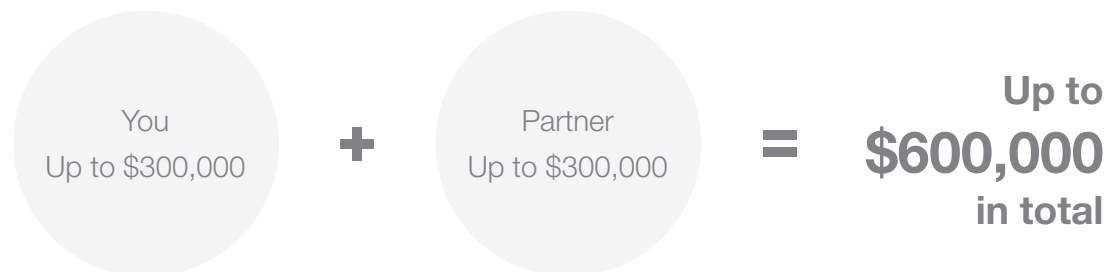 You
Up to $300,000
+
Partner
Up to $300,000
=
Up to
$600,000
in total